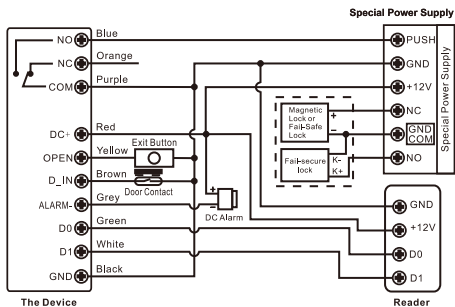 Special Power Supply
NO Blue PUSH
NC Orange GND
COM Purple +12V
Magnetic
Lock or
Fail-Safe
Lock
+
−
NC
GND
COM
NO
Special Power Supply
Fail-secure
lock
K-
K+
DC+ Red
OPEN Yellow Exit Button
D_IN Brown
Door Contact
ALARM- Grey
+
−
DC Alarm
D0 Green
D1 White
GND Black
GND
+12V
D0
D1
The Device
Reader